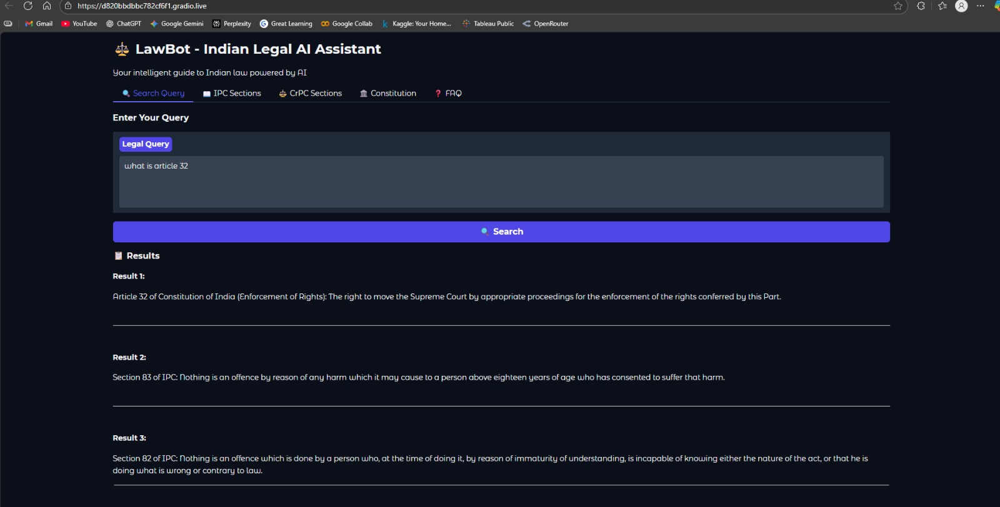 https://d820bbdbbc782cf6f1.gradio.live
Gmail YouTube ChatGPT Google Gemini Perplexity Great Learning Google Collab Kaggle: Your Home... Tableau Public OpenRouter
LawBot - Indian Legal AI Assistant
Your intelligent guide to Indian law powered by AI
Search Query IPC Sections CrPC Sections Constitution FAQ
Enter Your Query
Legal Query
what is article 32
Search
Results
Result 1:
Article 32 of Constitution of India (Enforcement of Rights): The right to move the Supreme Court by appropriate proceedings for the enforcement of the rights conferred by this Part.
Result 2:
Section 83 of IPC: Nothing is an offence by reason of any harm which it may cause to a person above eighteen years of age who has consented to suffer that harm.
Result 3:
Section 82 of IPC: Nothing is an offence which is done by a person who, at the time of doing it, by reason of immaturity of understanding, is incapable of knowing either the nature of the act, or that he is
doing what is wrong or contrary to law.